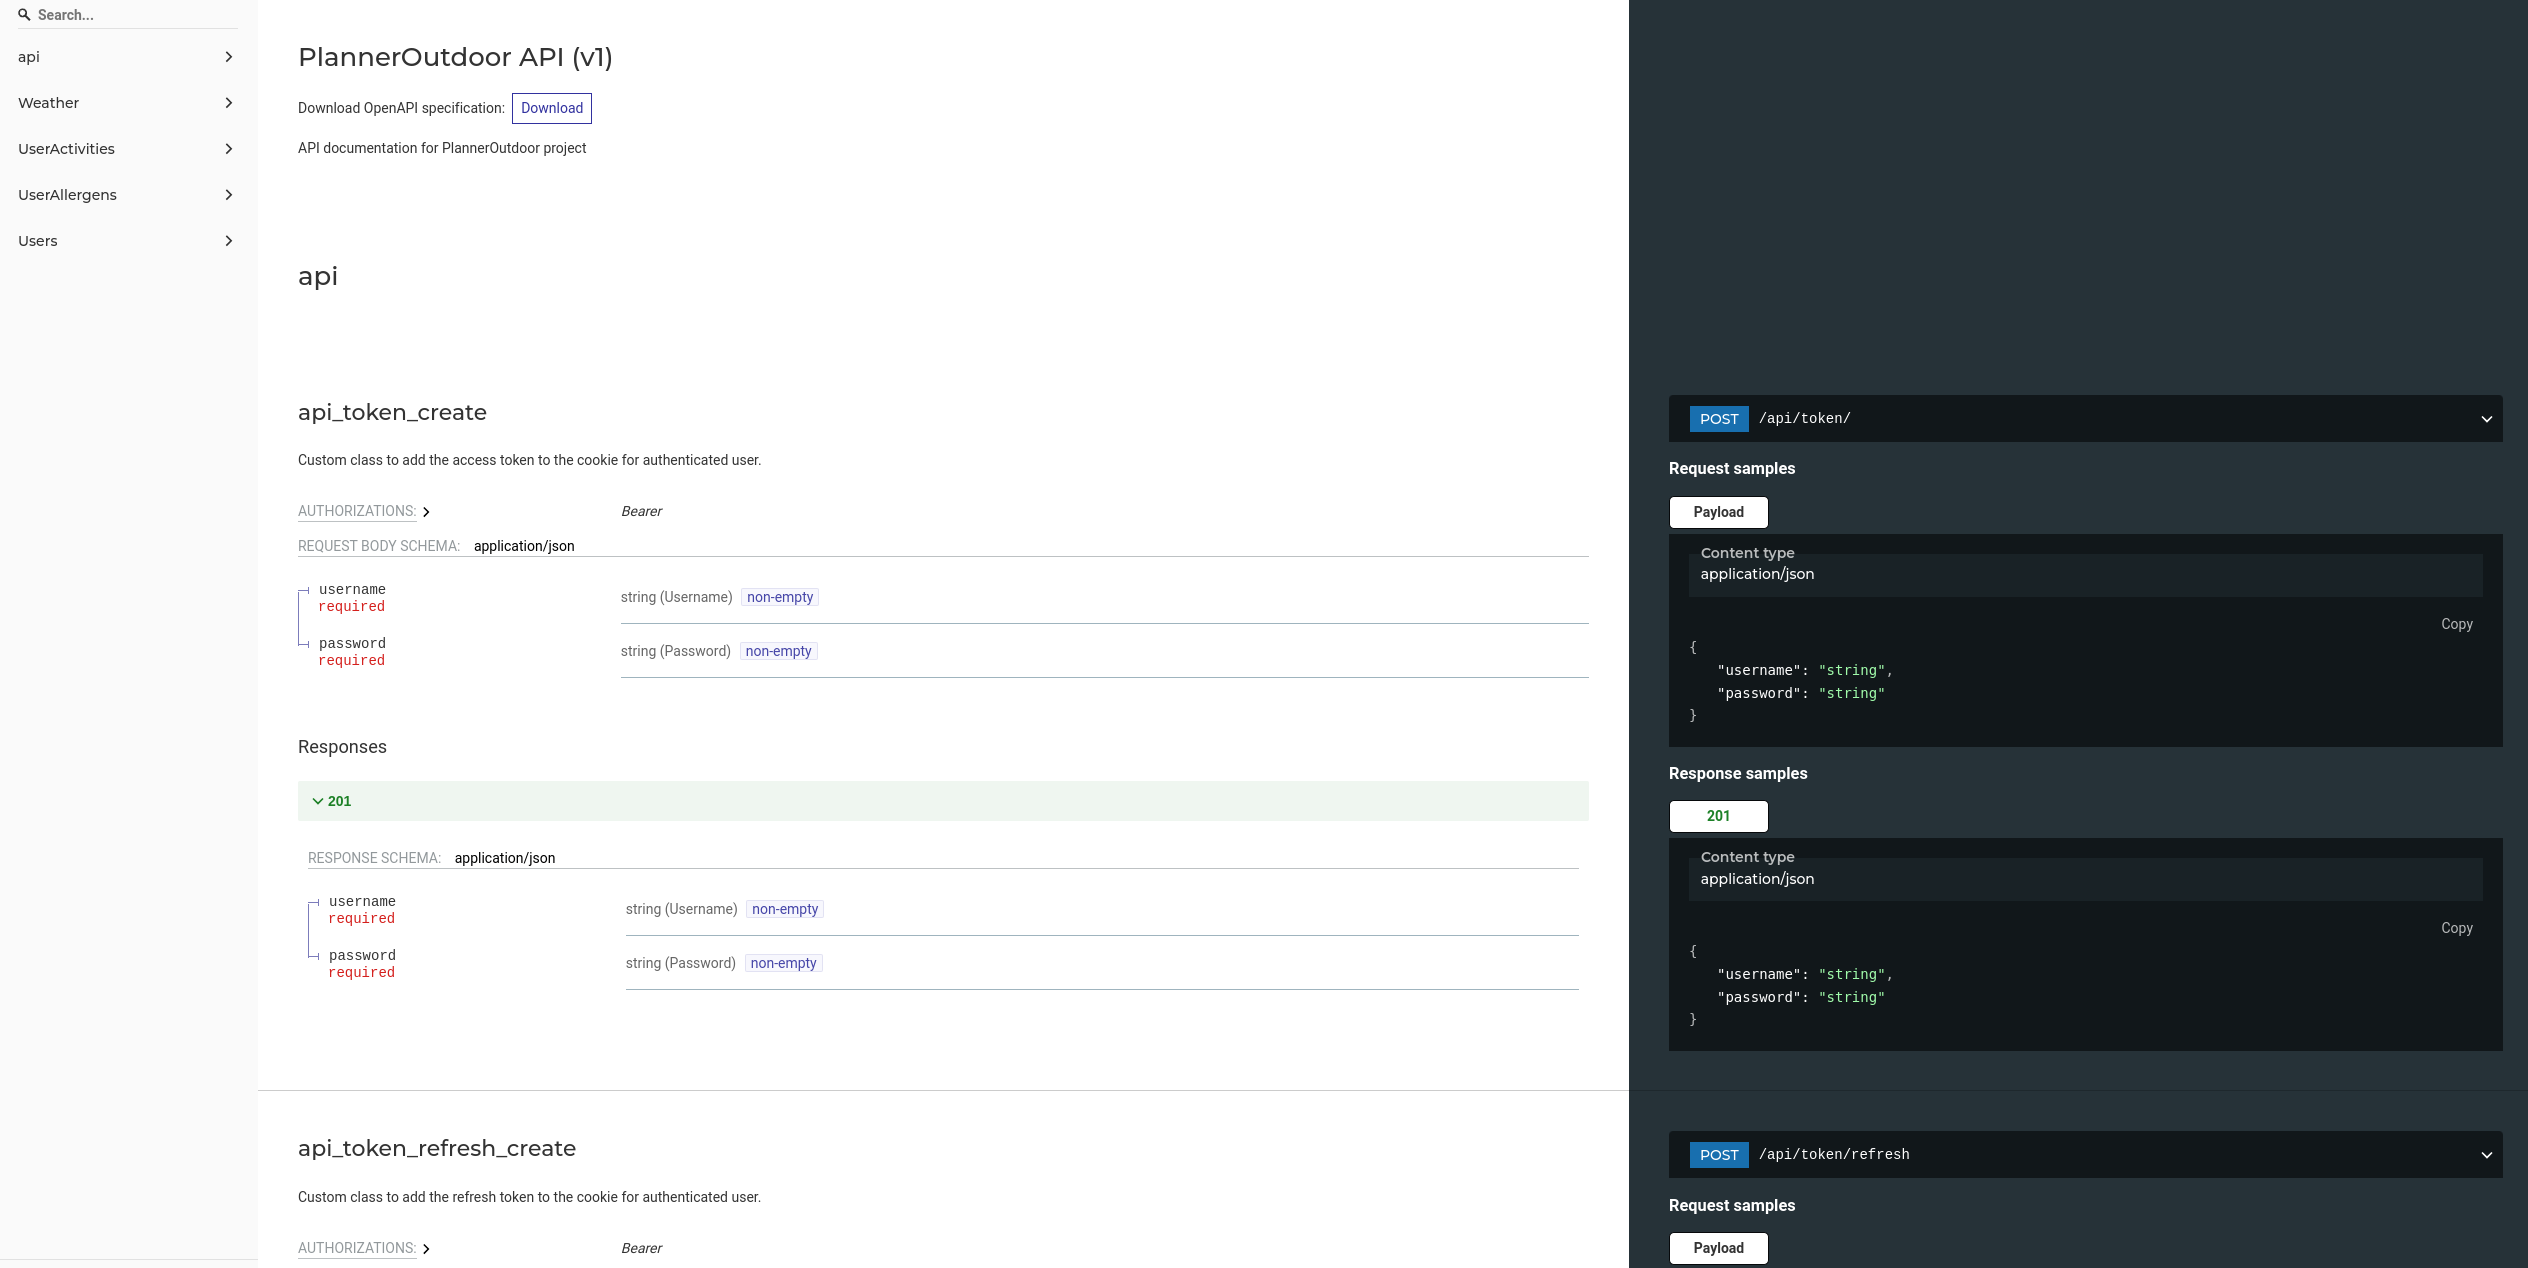 Search...
api
Weather
UserActivities
UserAllergens
Users
PlannerOutdoor API (v1)
Download OpenAPI specification: Download
API documentation for PlannerOutdoor project
api
api_token_create
Custom class to add the access token to the cookie for authenticated user.
AUTHORIZATIONS: Bearer
REQUEST BODY SCHEMA: application/json
username
required
string (Username) non-empty
password
required
string (Password) non-empty
Responses
201
RESPONSE SCHEMA: application/json
username
required
string (Username) non-empty
password
required
string (Password) non-empty
POST /api/token/
Request samples
Payload
Content type
application/json
Copy
{
"username": "string",
"password": "string"
}
Response samples
201
Content type
application/json
Copy
{
"username": "string",
"password": "string"
}
api_token_refresh_create
Custom class to add the refresh token to the cookie for authenticated user.
AUTHORIZATIONS: Bearer
POST /api/token/refresh
Request samples
Payload